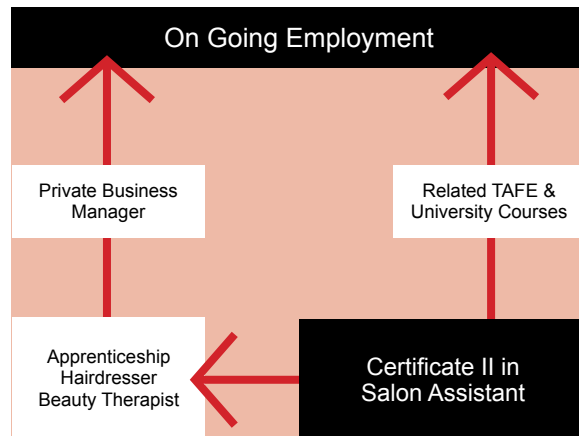 On Going Employment
Private Business
Manager
Related TAFE &
University Courses
Apprenticeship
Hairdresser
Beauty Therapist
Certificate II in
Salon Assistant